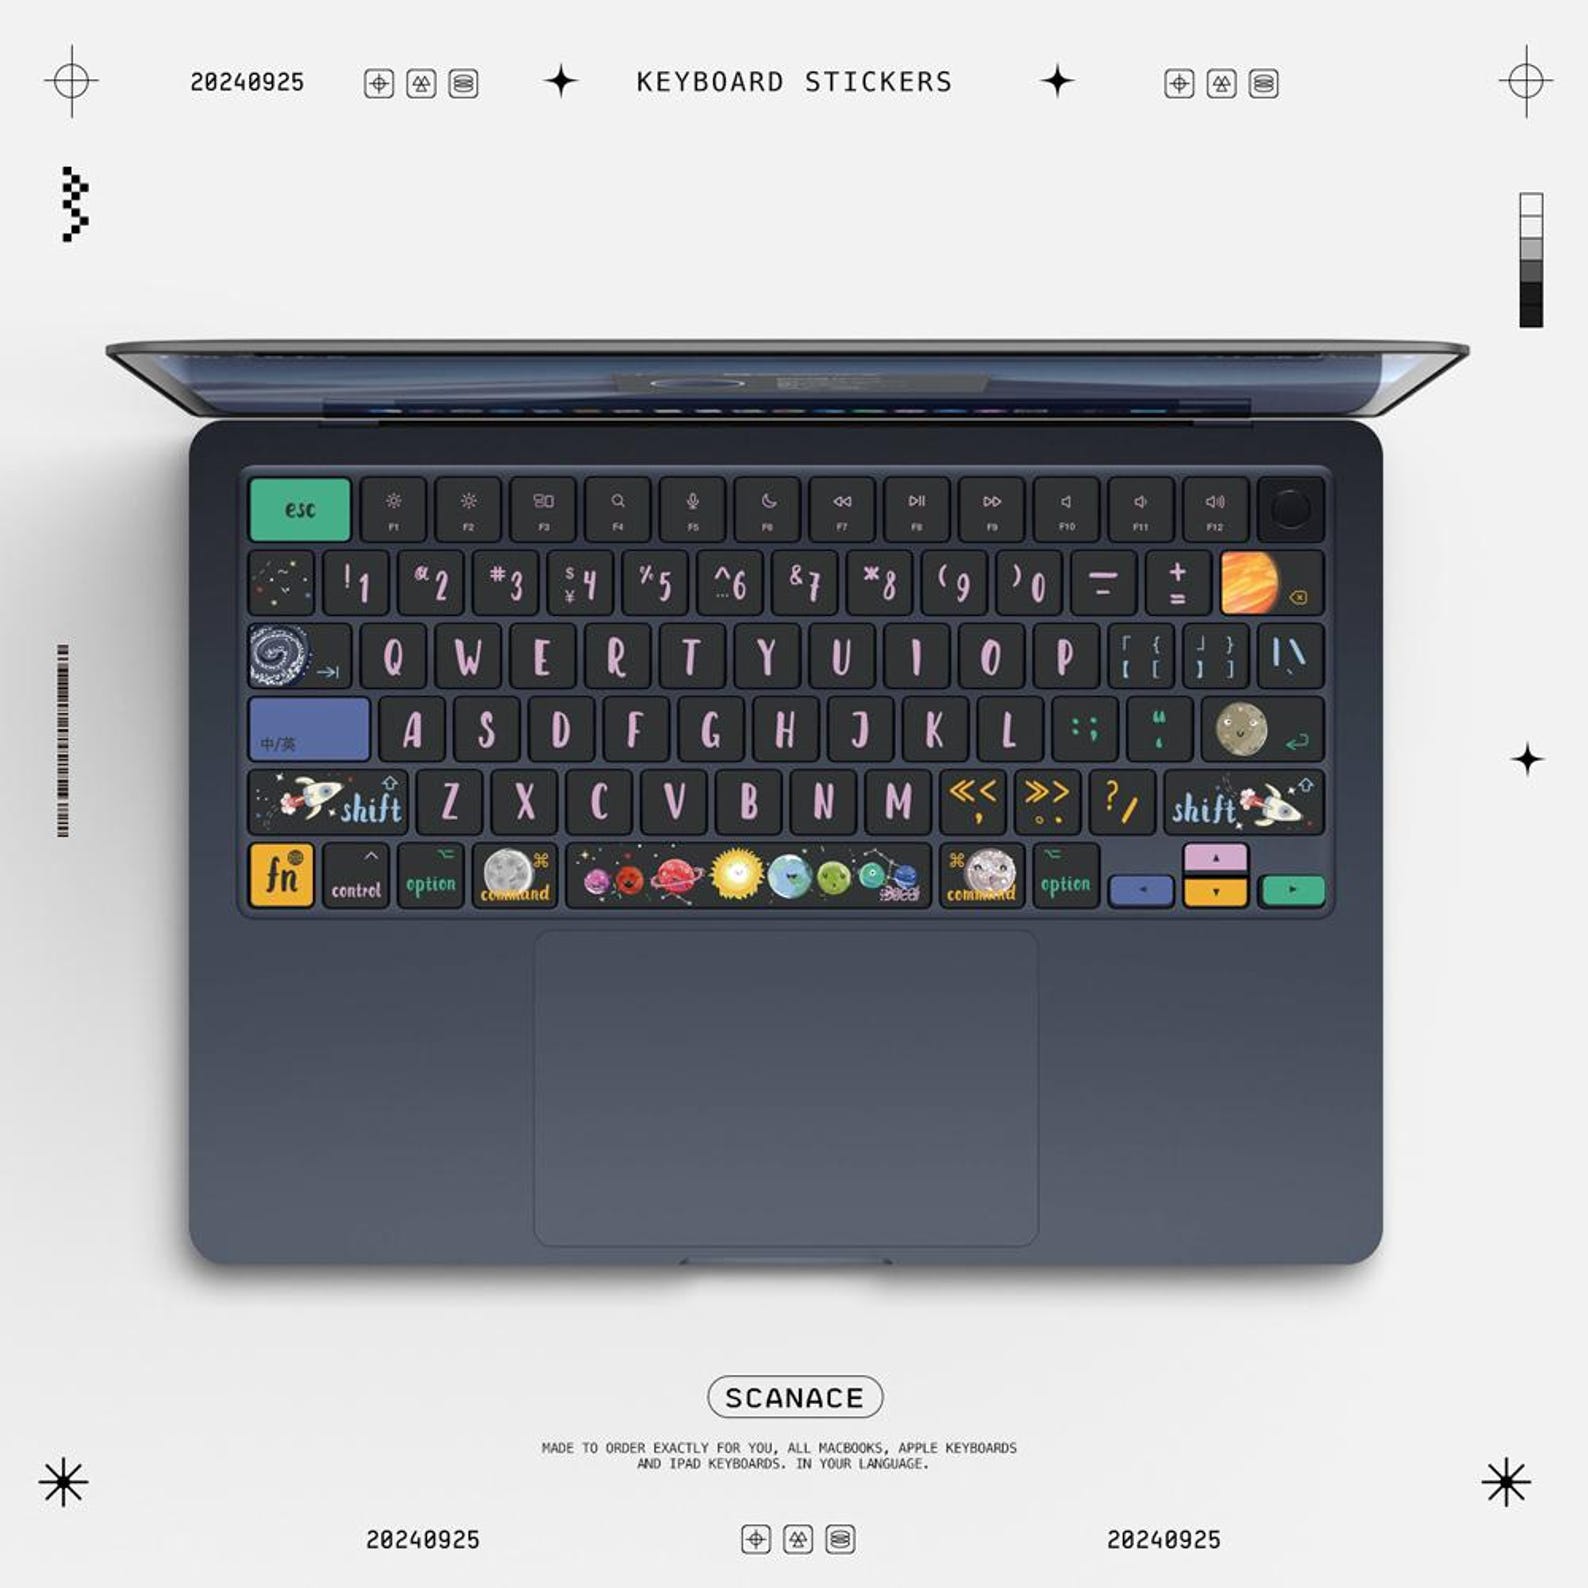 20240925 KEYBOARD STICKERS
esc F1 F2 F3 F4 F5 F6 F7 F8 F9 F10 F11 F12
! 1 @ 2 # 3 $ ¥ 4 % 5 ^ … 6 & 7 * 8 ( 9 ) 0 — - + =
Q W E R T Y U I O P 「 { 【 [ 」 } 】 ] | \ 、
中/英 A S D F G H J K L : ; “ ‘
shift Z X C V B N M 《 < , 》 > 。 . ? / shift
fn control option command command option
SCANACE
MADE TO ORDER EXACTLY FOR YOU, ALL MACBOOKS, APPLE KEYBOARDS
AND IPAD KEYBOARDS. IN YOUR LANGUAGE.
20240925 20240925